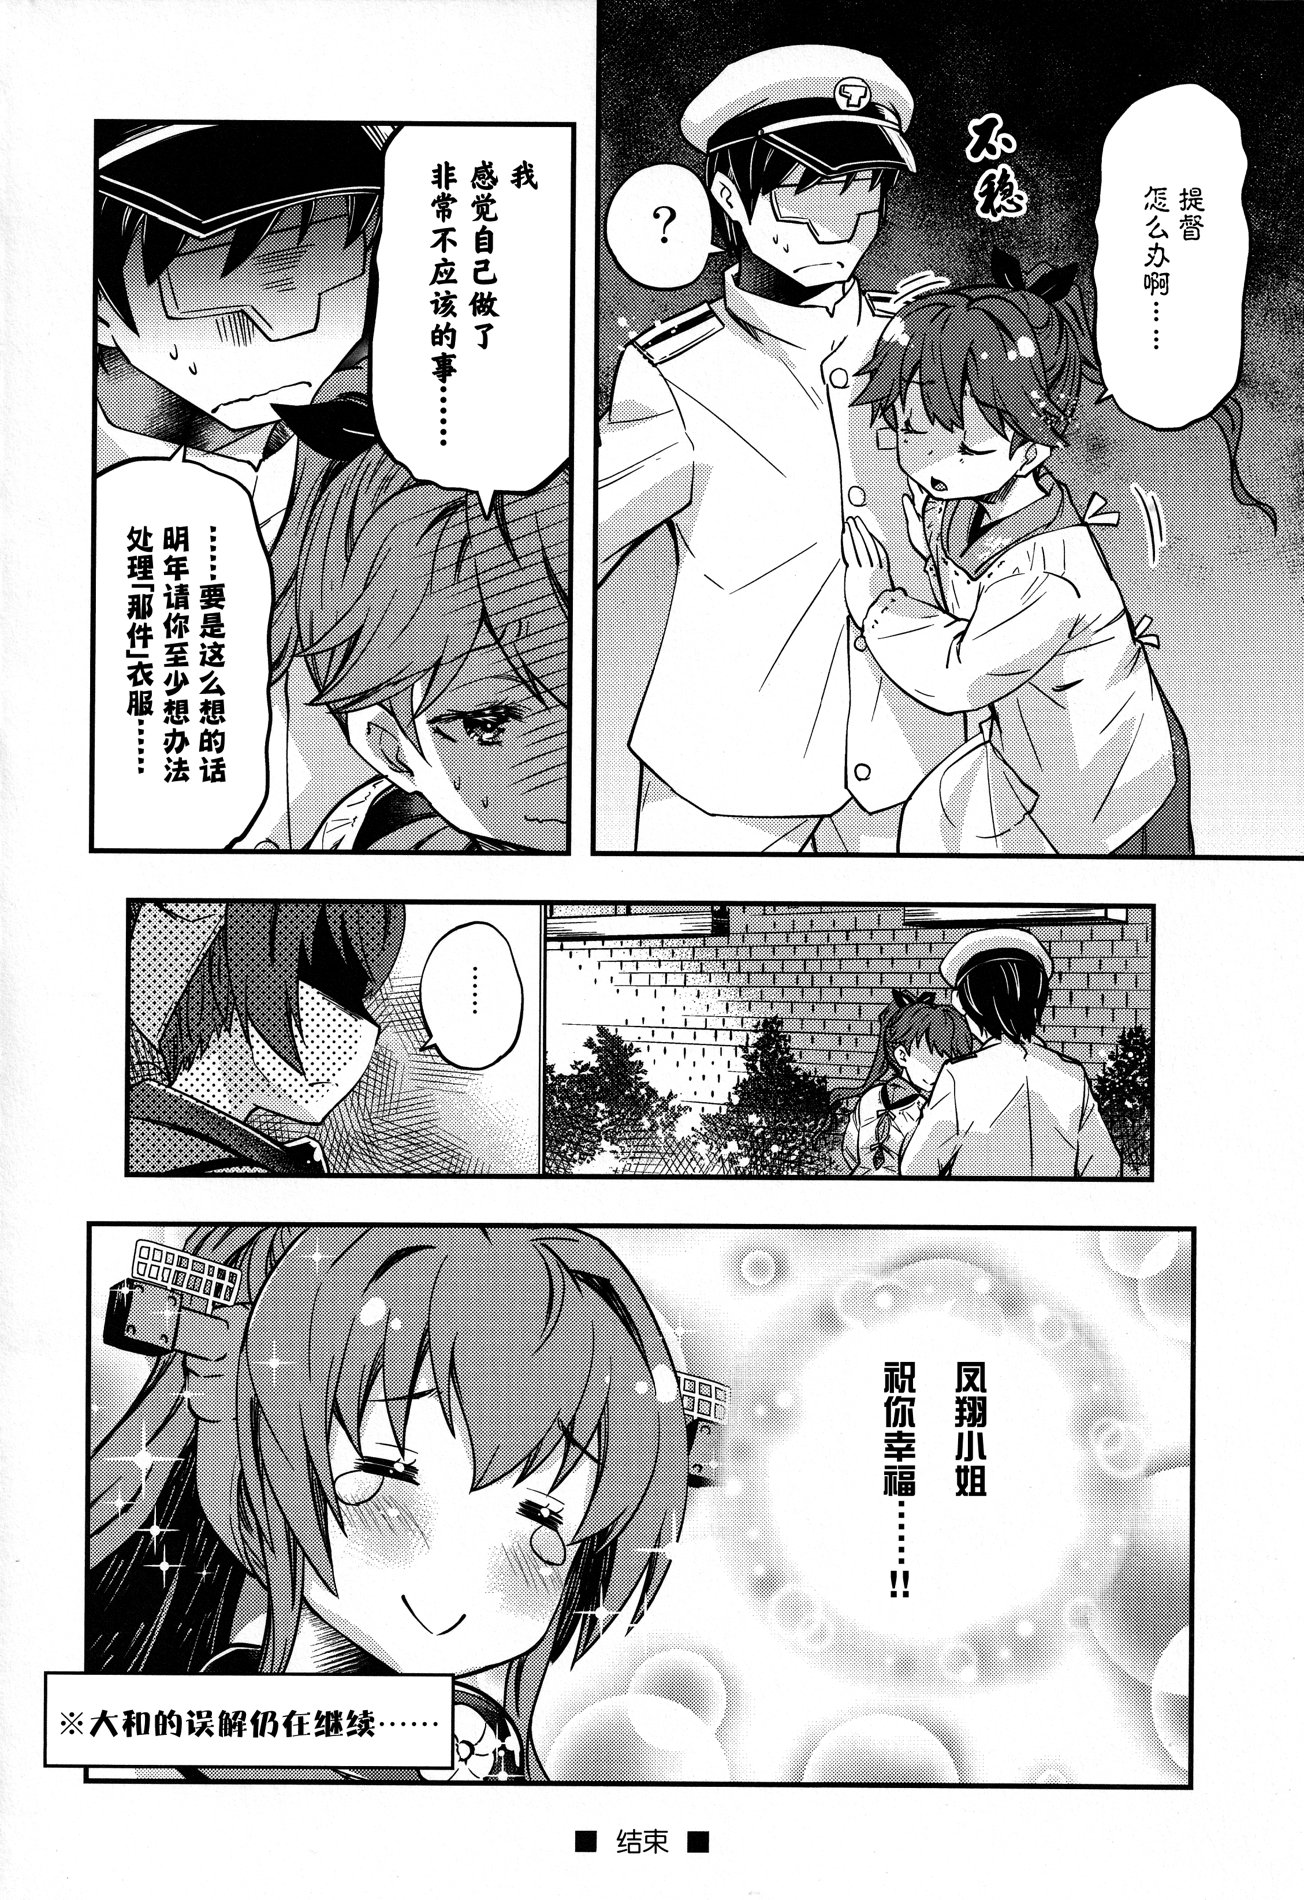 提督
怎么办啊……
不稳
？
我
感觉自己做了
非常不应该的事……
……要是这么想的话
明年请你至少想办法
处理「那件」衣服……
……
凤翔小姐
祝你幸福……!!
※大和的误解仍在继续……
■ 结束 ■